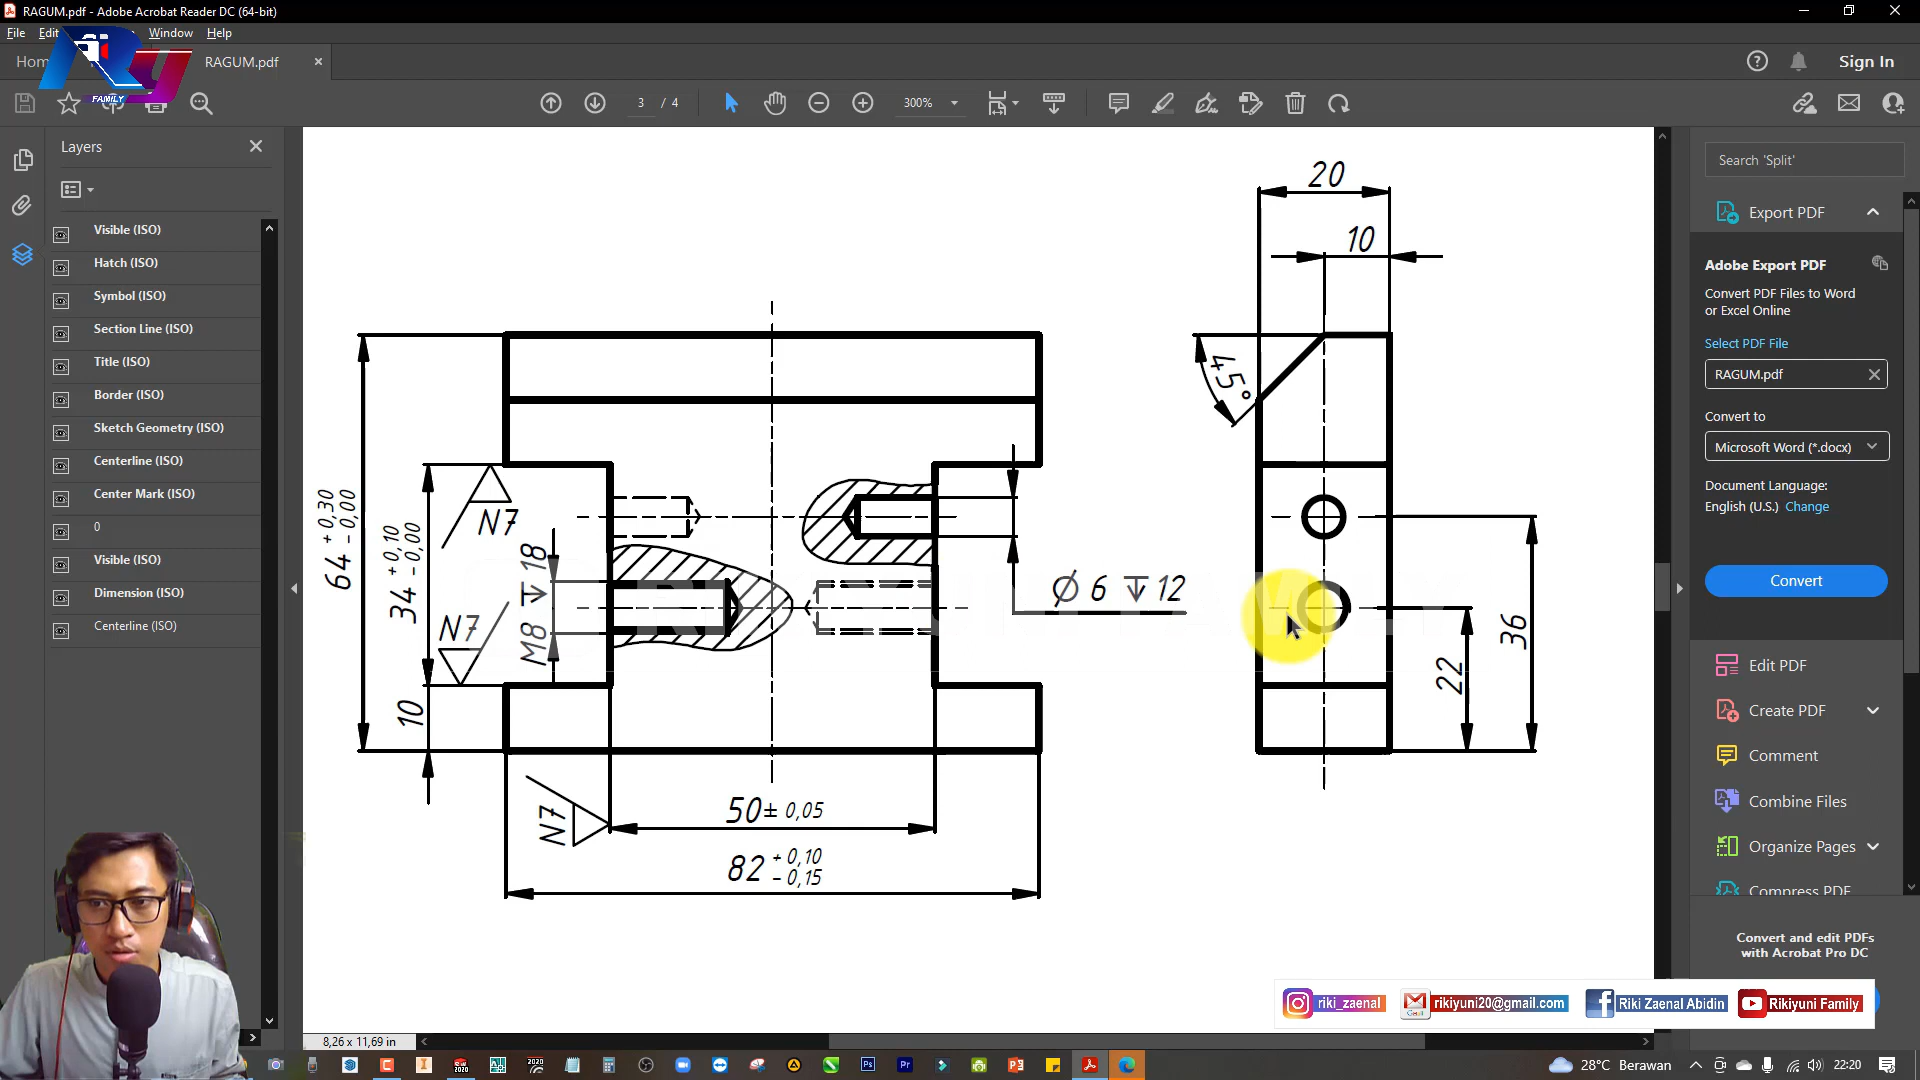 RAGUM.pdf - Adobe Acrobat Reader DC (64-bit)
File Edit Window Help
Home RAGUM.pdf Sign In
FAMILY
3 / 4 300%
Layers
Visible (ISO)
Hatch (ISO)
Symbol (ISO)
Section Line (ISO)
Title (ISO)
Border (ISO)
Sketch Geometry (ISO)
Centerline (ISO)
Center Mark (ISO)
0
Visible (ISO)
Dimension (ISO)
Centerline (ISO)
20
10
45°
64 +0,30 -0,00
34 +0,10 -0,00
10
N7
N7
M8 ↧ 18
Ø 6 ↧ 12
22
36
N7
50 ± 0,05
82 +0,10 -0,15
8,26 x 11,69 in
Search 'Split'
Export PDF
Adobe Export PDF
Convert PDF Files to Word
or Excel Online
Select PDF File
RAGUM.pdf
Convert to
Microsoft Word (*.docx)
Document Language:
English (U.S.) Change
Convert
Edit PDF
Create PDF
Comment
Combine Files
Organize Pages
Compress PDF
Convert and edit PDFs
with Acrobat Pro DC
riki_zaenal rikiyuni20@gmail.com Riki Zaenal Abidin Rikiyuni Family
28°C Berawan 22:20